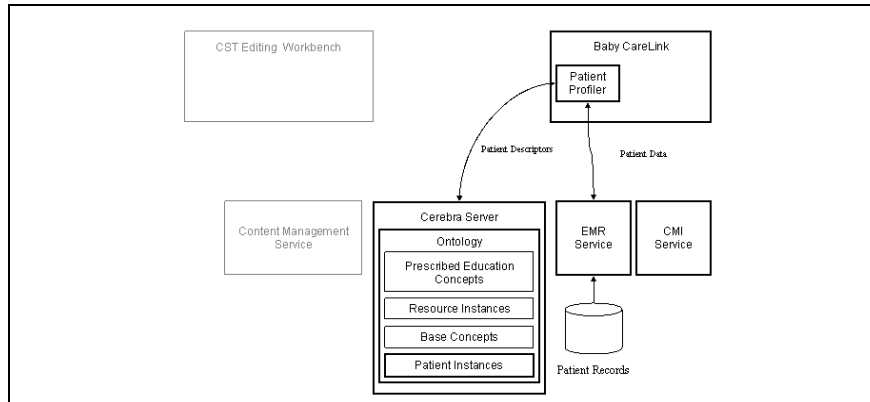 CST Editing Workbench
Baby CareLink
Patient
Profiler
Patient Descriptors
Patient Data
Content Management
Service
Cerebra Server
Ontology
Prescribed Education
Concepts
Resource Instances
Base Concepts
Patient Instances
EMR
Service
CMI
Service
Patient Records